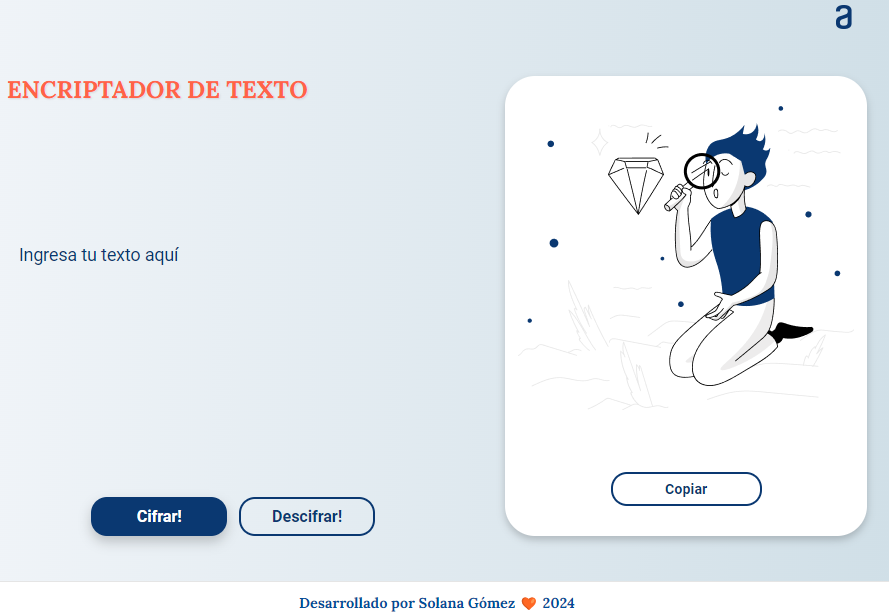 a
ENCRIPTADOR DE TEXTO
Ingresa tu texto aquí
Cifrar!
Descifrar!
Copiar
Desarrollado por Solana Gómez 🧡 2024